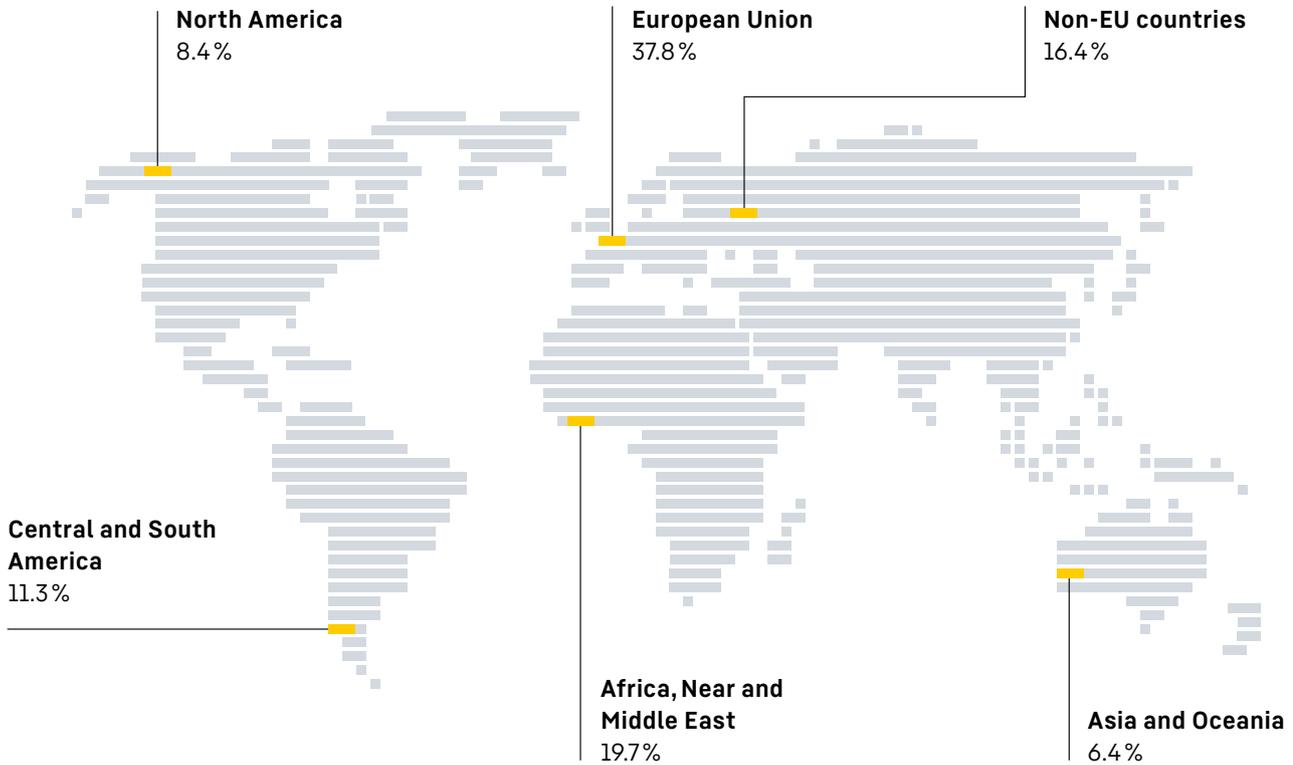 North America
8.4%
European Union
37.8%
Non-EU countries
16.4%
Central and South
America
11.3%
Africa, Near and
Middle East
19.7%
Asia and Oceania
6.4%